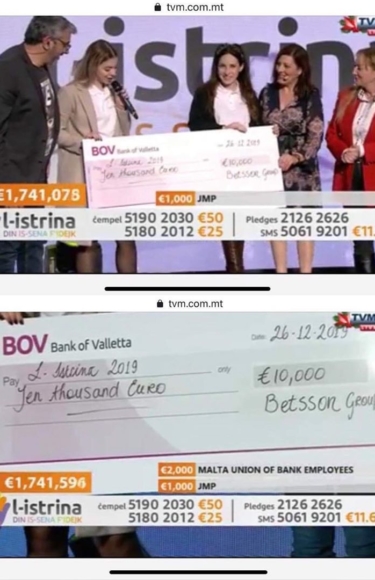 tvm.com.mt
l-istrina
TVM
BOV Bank of Valletta
26-12-2019
L-Istrina 2019
Ten thousand Euro
€10,000
Betsson Group
€1,741,078
€1,000 JMP
l-istrina
DIN IS-SENA FIDEJK
ċempel 5190 2030 €50
5180 2012 €25
Pledges 2126 2626
SMS 5061 9201 €11.
tvm.com.mt
TVM
BOV Bank of Valletta
Date: 26-12-2019
Pay L-Istrina 2019 only
€10,000
Ten thousand Euro
Betsson Group
€1,741,596
€2,000 MALTA UNION OF BANK EMPLOYEES
€1,000 JMP
l-istrina
DIN IS-SENA F'IDEJK
ċempel 5190 2030 €50
5180 2012 €25
Pledges 2126 2626
SMS 5061 9201 €11.6